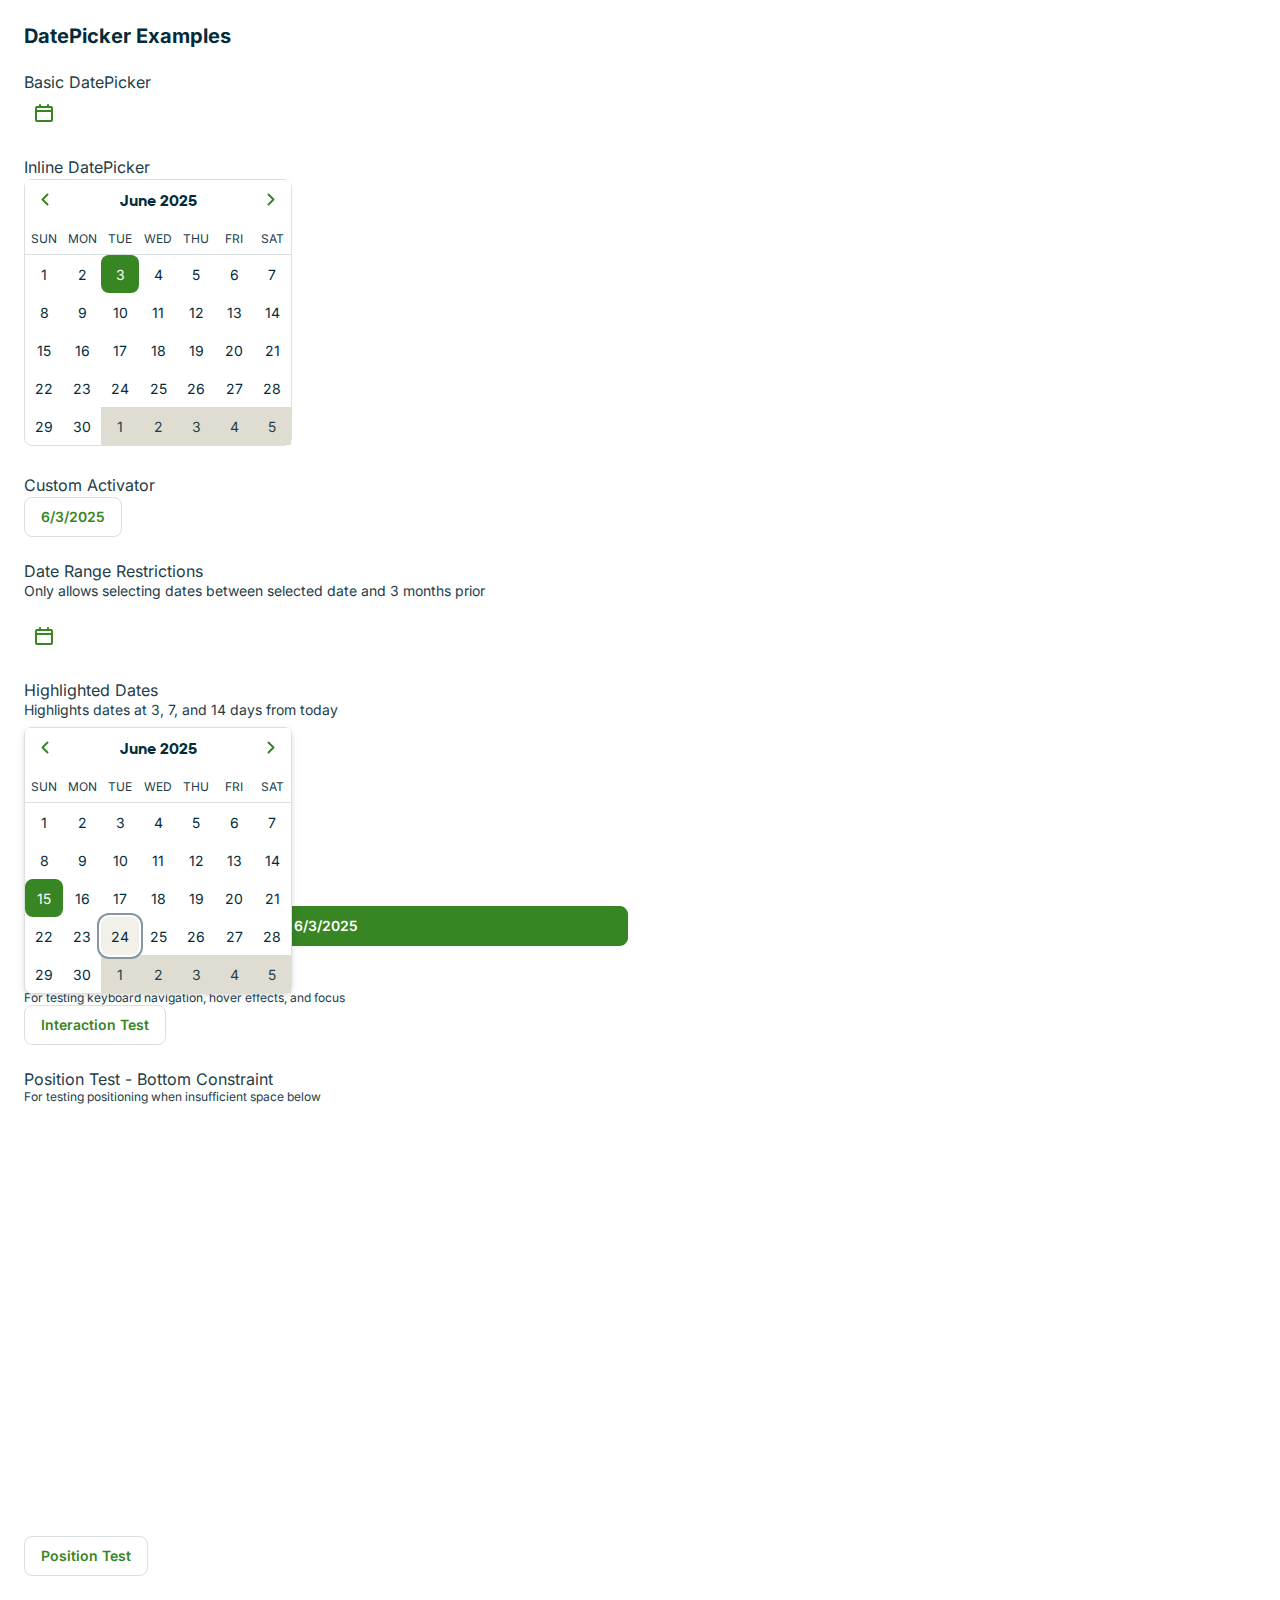 DatePicker Examples
Basic DatePicker
Inline DatePicker
June 2025
SUN MON TUE WED THU FRI SAT
1 2 3 4 5 6 7
8 9 10 11 12 13 14
15 16 17 18 19 20 21
22 23 24 25 26 27 28
29 30 1 2 3 4 5
Custom Activator
6/3/2025
Date Range Restrictions
Only allows selecting dates between selected date and 3 months prior
Highlighted Dates
Highlights dates at 3, 7, and 14 days from today
June 2025
SUN MON TUE WED THU FRI SAT
1 2 3 4 5 6 7
8 9 10 11 12 13 14
15 16 17 18 19 20 21
6/3/2025
22 23 24 25 26 27 28
29 30 1 2 3 4 5
For testing keyboard navigation, hover effects, and focus
Interaction Test
Position Test - Bottom Constraint
For testing positioning when insufficient space below
Position Test